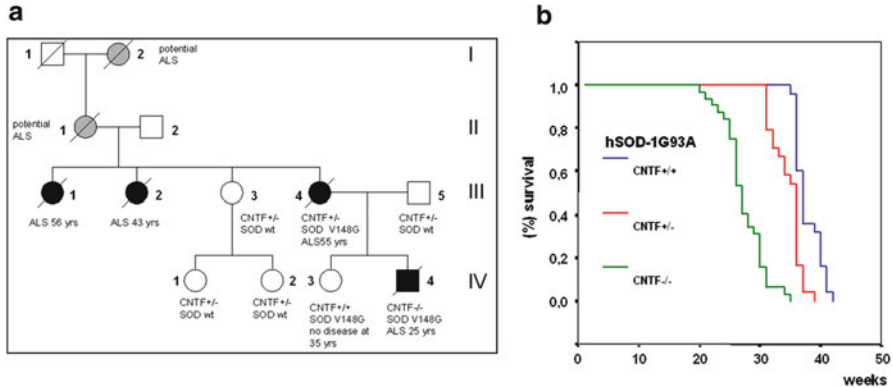 a
1
2
potential
ALS
I
potential
ALS
1
2
II
1
2
3
4
5
III
ALS 56 yrs
ALS 43 yrs
CNTF+/-
SOD wt
CNTF+/-
SOD V148G
ALS55 yrs
CNTF+/-
SOD wt
1
2
3
4
IV
CNTF+/-
SOD wt
CNTF+/-
SOD wt
CNTF+/+
SOD V148G
no disease at
35 yrs
CNTF-/-
SOD V148G
ALS 25 yrs
b
(%) survival
1,0
0,8
0,6
0,4
0,2
0,0
hSOD-1G93A
CNTF+/+
CNTF+/-
CNTF-/-
0
10
20
30
40
50
weeks